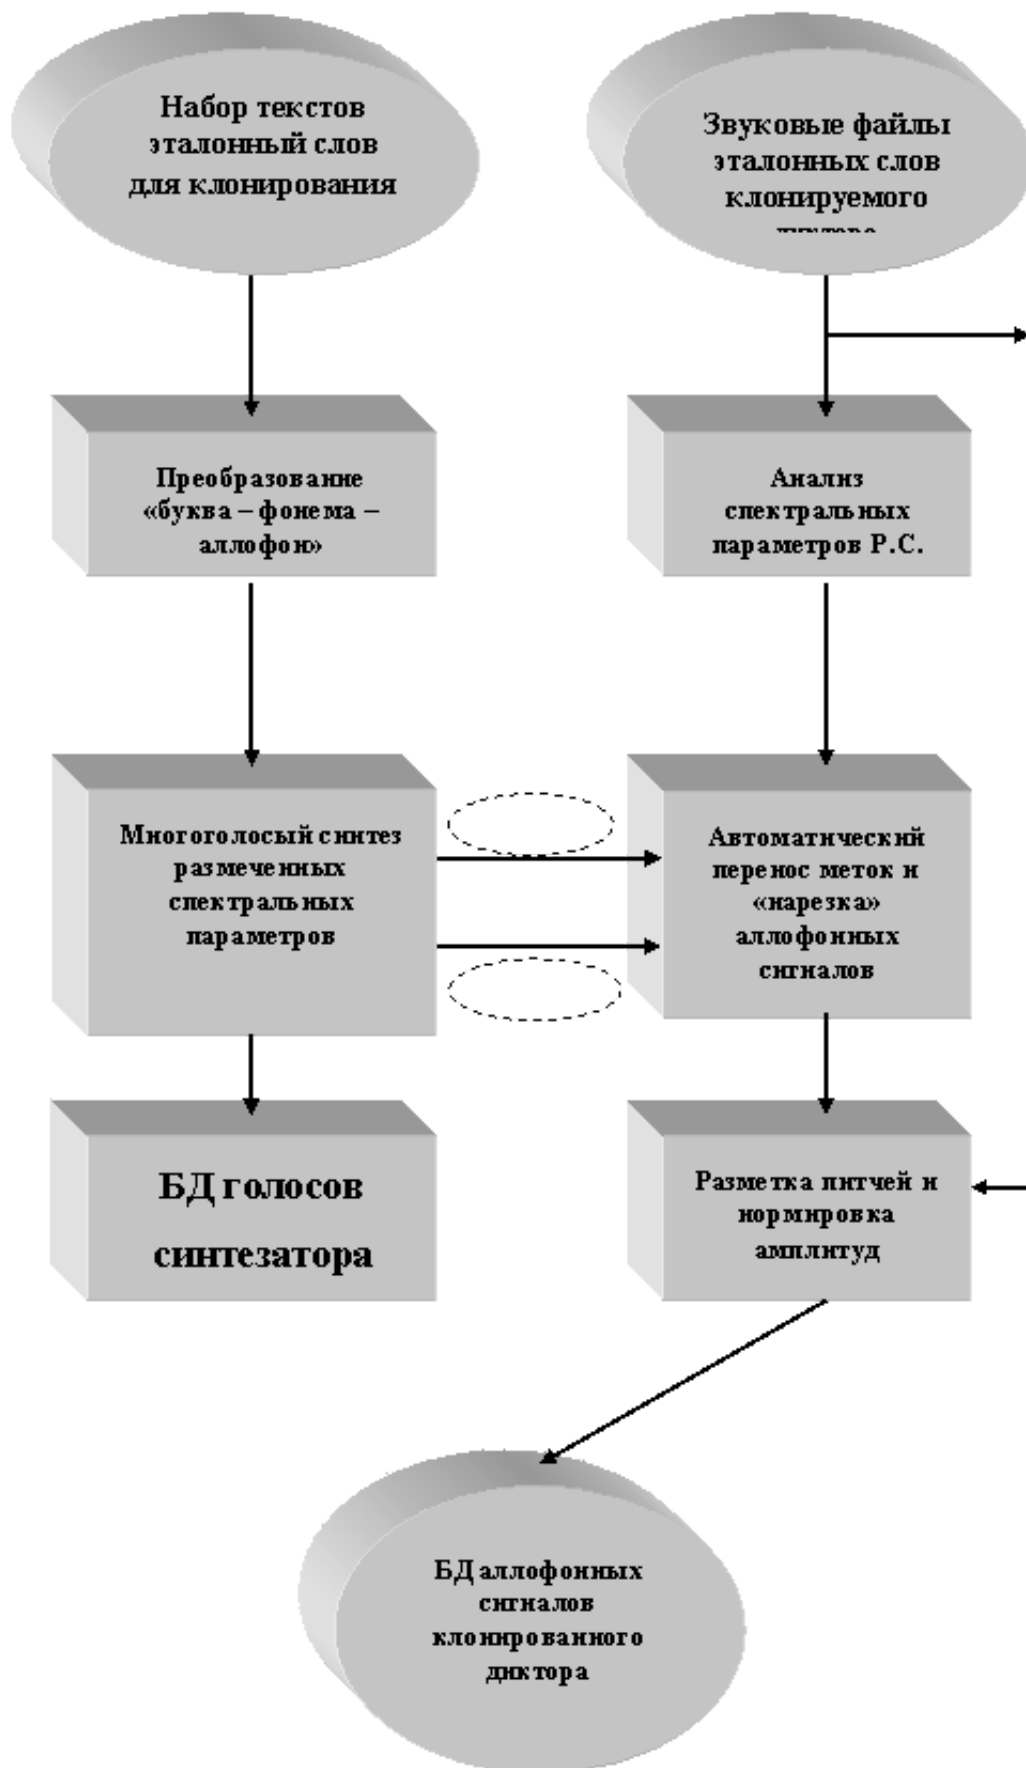 Набор текстов
эталонный слов
для клонирования
Звуковые файлы
эталонных слов
клонируемого
Преобразование
«буква – фонема –
аллофон»
Анализ
спектральных
параметров Р.С.
Многоголосый синтез
размеченных
спектральных
параметров
Автоматический
перенос меток и
«нарезка»
аллофонных
сигналов
БД голосов
синтезатора
Разметка питчей и
нормировка
амплитуд
БД аллофонных
сигналов
клонированного
диктора